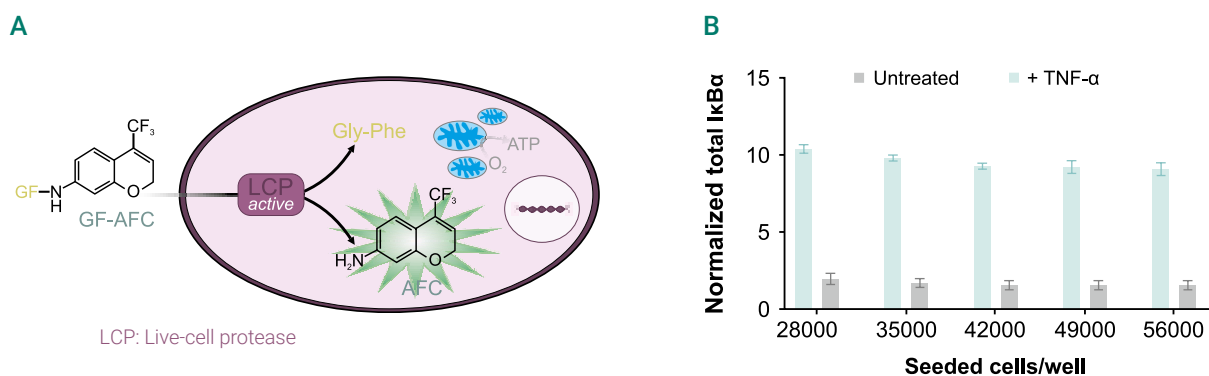 A
CF₃
GF
N
H
O
GF-AFC
LCP
active
Gly-Phe
ATP
O₂
CF₃
H₂N
O
AFC
LCP: Live-cell protease
B
Untreated
+ TNF-α
Normalized total IκBα
15
10
5
0
28000 35000 42000 49000 56000
Seeded cells/well